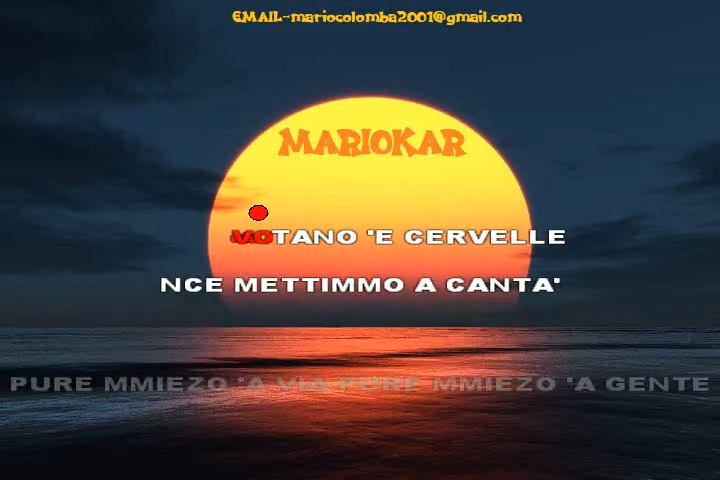 EMAIL-mariocolomba2001@gmail.com
MARIOKAR
VOTANO 'E CERVELLE
NCE METTIMMO A CANTA'
PURE MMIEZO 'A VIA PURE MMIEZO 'A GENTE